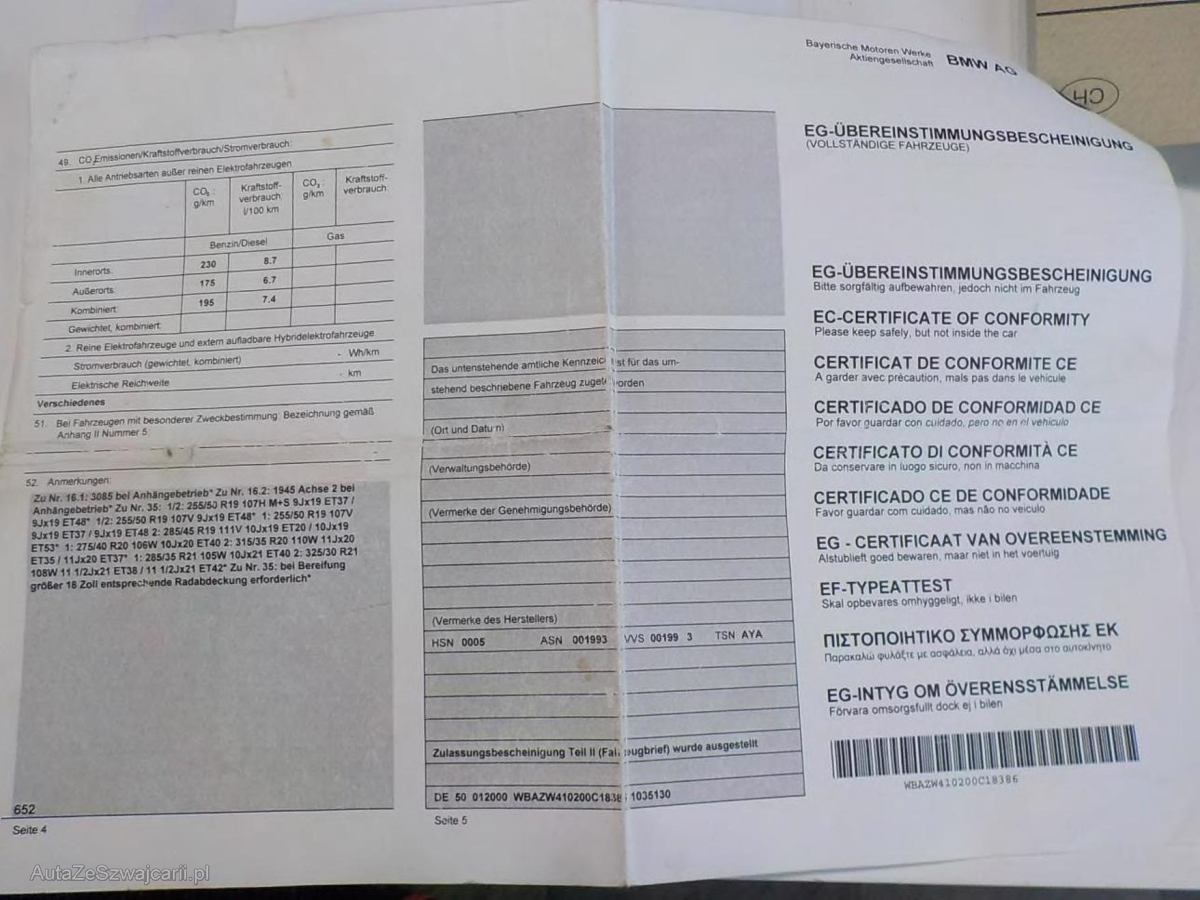 49. CO₂Emissionen/Kraftstoffverbrauch/Stromverbrauch:
1. Alle Antriebsarten außer reinen Elektrofahrzeugen
CO₂ : g/km
Kraftstoff-verbrauch: l/100 km
CO₂ : g/km
Kraftstoff-verbrauch:
Benzin/Diesel Gas
Innerorts: 230 8.7
Außerorts: 175 6.7
Kombiniert: 195 7.4
Gewichtet, kombiniert:
2. Reine Elektrofahrzeuge und extern aufladbare Hybridelektrofahrzeuge
Stromverbrauch (gewichtet, kombiniert) - Wh/km
Elektrische Reichweite - km
Verschiedenes
51. Bei Fahrzeugen mit besonderer Zweckbestimmung: Bezeichnung gemäß
Anhang II Nummer 5:
52. Anmerkungen:
Zu Nr. 16.1: 3085 bei Anhängebetrieb* Zu Nr. 16.2: 1945 Achse 2 bei
Anhängebetrieb* Zu Nr. 35: 1/2: 255/50 R19 107H M+S 9Jx19 ET37 /
9Jx19 ET48* 1/2: 255/50 R19 107V 9Jx19 ET48* 1: 255/50 R19 107V
9Jx19 ET37 / 9Jx19 ET48 2: 285/45 R19 111V 10Jx19 ET20 / 10Jx19
ET53* 1: 275/40 R20 106W 10Jx20 ET40 2: 315/35 R20 110W 11Jx20
ET35 / 11Jx20 ET37* 1: 285/35 R21 105W 10Jx21 ET40 2: 325/30 R21
108W 11 1/2Jx21 ET38 / 11 1/2Jx21 ET42* Zu Nr. 35: bei Bereifung
größer 18 Zoll entsprechende Radabdeckung erforderlich*
652
Seite 4
Das untenstehende amtliche Kennzeic ist für das um-
stehend beschriebene Fahrzeug zuget worden
(Ort und Datum)
(Verwaltungsbehörde)
(Vermerke der Genehmigungsbehörde)
(Vermerke des Herstellers)
HSN 0005 ASN 001993 VVS 00199 3 TSN AYA
Zulassungsbescheinigung Teil II (Fahrzeugbrief) wurde ausgestellt
DE 50 012000 WBAZW410200C18386 1035130
Seite 5
Bayerische Motoren Werke
Aktiengesellschaft BMW AG
CH
EG-ÜBEREINSTIMMUNGSBESCHEINIGUNG
(VOLLSTÄNDIGE FAHRZEUGE)
EG-ÜBEREINSTIMMUNGSBESCHEINIGUNG
Bitte sorgfältig aufbewahren, jedoch nicht im Fahrzeug
EC-CERTIFICATE OF CONFORMITY
Please keep safely, but not inside the car
CERTIFICAT DE CONFORMITE CE
A garder avec précaution, mais pas dans le vehicule
CERTIFICADO DE CONFORMIDAD CE
Por favor guardar con cuidado, pero no en el vehiculo
CERTIFICATO DI CONFORMITÀ CE
Da conservare in luogo sicuro, non in macchina
CERTIFICADO CE DE CONFORMIDADE
Favor guardar com cuidado, mas não no veiculo
EG - CERTIFICAAT VAN OVEREENSTEMMING
Alstublieft goed bewaren, maar niet in het voertuig
EF-TYPEATTEST
Skal opbevares omhyggeligt, ikke i bilen
ΠΙΣΤΟΠΟΙΗΤΙΚΟ ΣΥΜΜΟΡΦΩΣΗΣ ΕΚ
Παρακαλώ φυλάξτε με ασφάλεια, αλλά όχι μέσα στο αυτοκίνητο
EG-INTYG OM ÖVERENSSTÄMMELSE
Förvara omsorgsfullt dock ej i bilen
WBAZW410200C18386
AutaZeSzwajcarii.pl